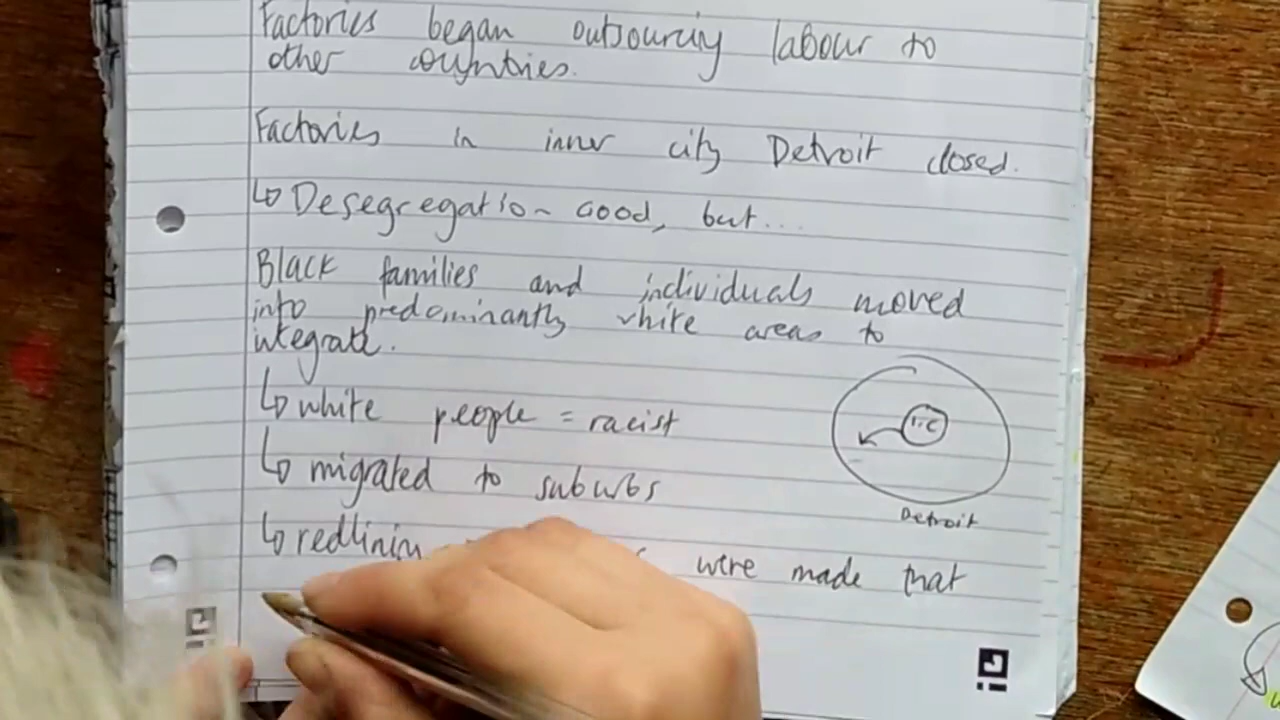 Factories began outsourcing labour to
other countries.
Factories in inner city Detroit closed.
↳ Desegregation Good, but...
Black families and individuals moved
into predominantly white areas to
integrate.
↳ white people = racist
↳ migrated to suburbs
↳ redlining were made that
I-C
Detroit